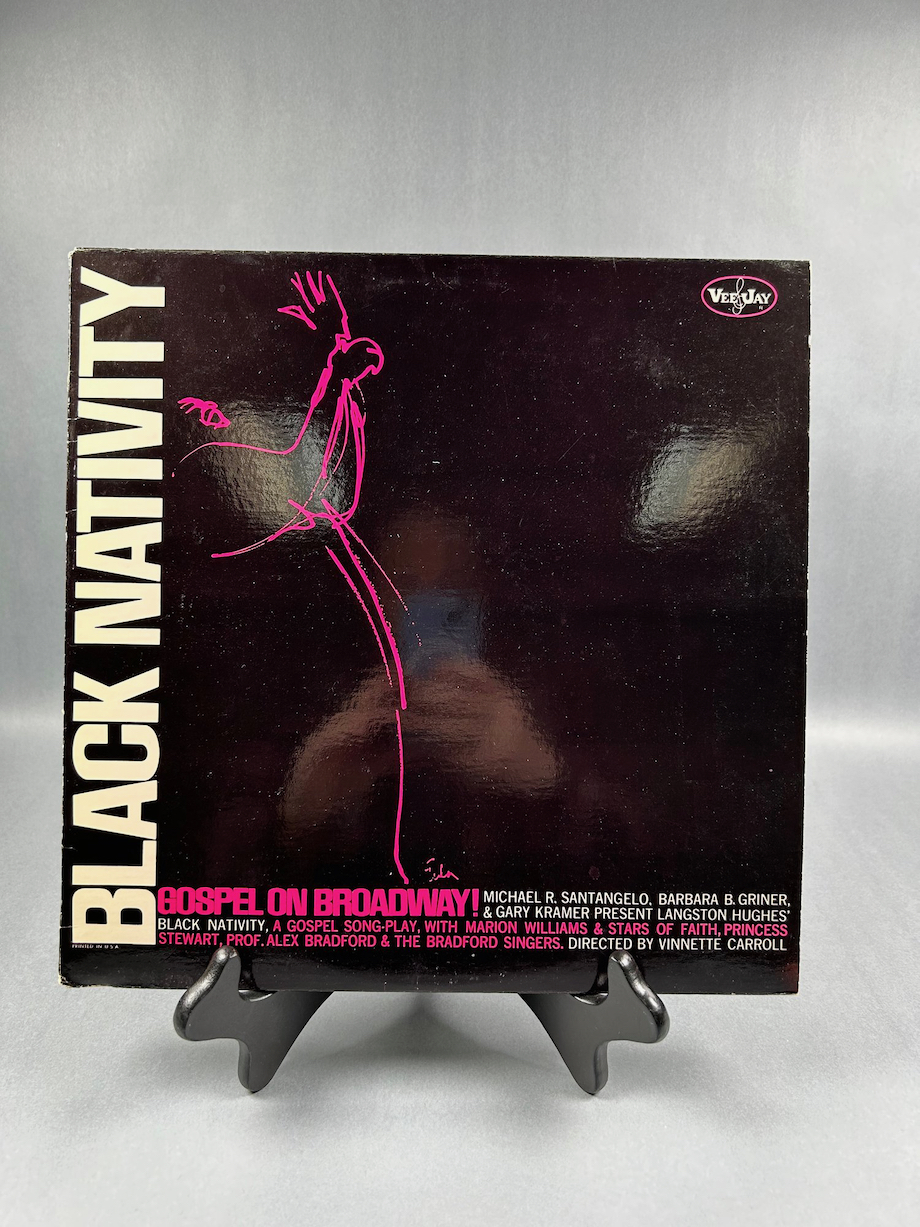 BLACK NATIVITY
VEE JAY
GOSPEL ON BROADWAY! MICHAEL R. SANTANGELO, BARBARA B. GRINER,
& GARY KRAMER PRESENT LANGSTON HUGHES'
BLACK NATIVITY, A GOSPEL SONG-PLAY, WITH MARION WILLIAMS & STARS OF FAITH, PRINCESS
STEWART, PROF. ALEX BRADFORD & THE BRADFORD SINGERS. DIRECTED BY VINNETTE CARROLL
PRINTED IN U.S.A.